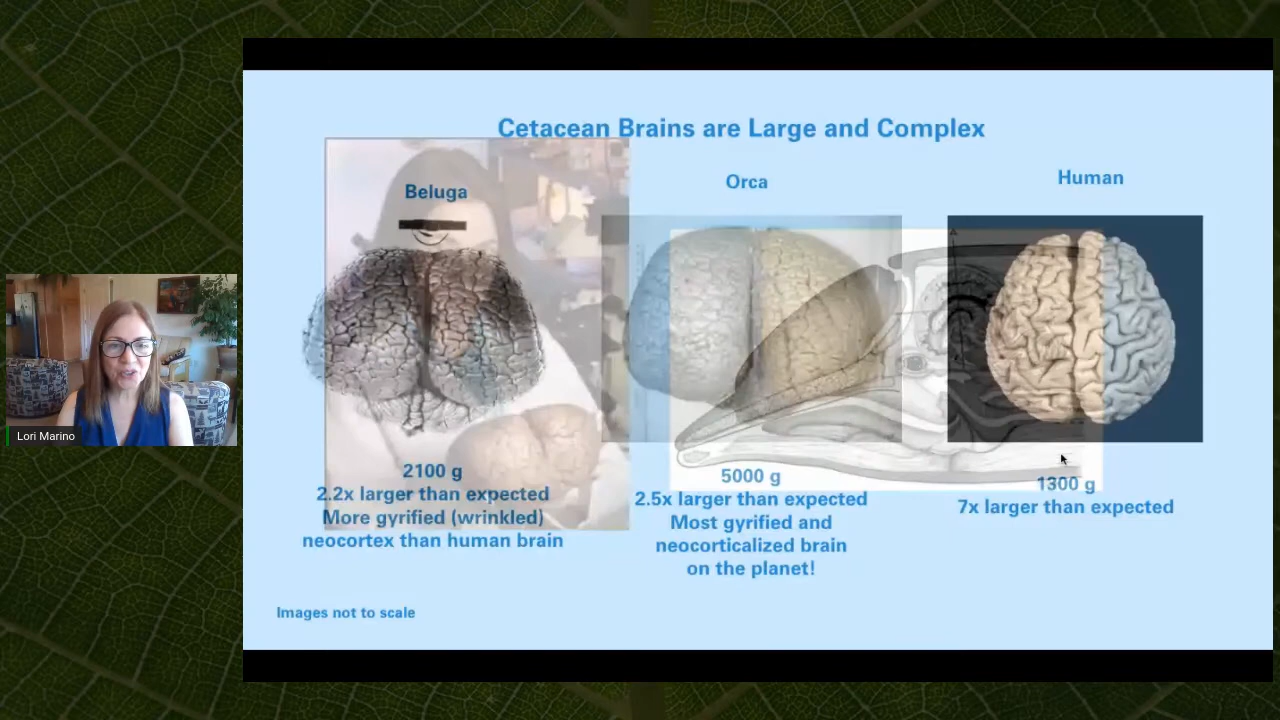 Cetacean Brains are Large and Complex
Beluga
Orca
Human
2100 g
2.2x larger than expected
More gyrified (wrinkled)
neocortex than human brain
5000 g
2.5x larger than expected
Most gyrified and
neocorticalized brain
on the planet!
1300 g
7x larger than expected
Images not to scale
Lori Marino